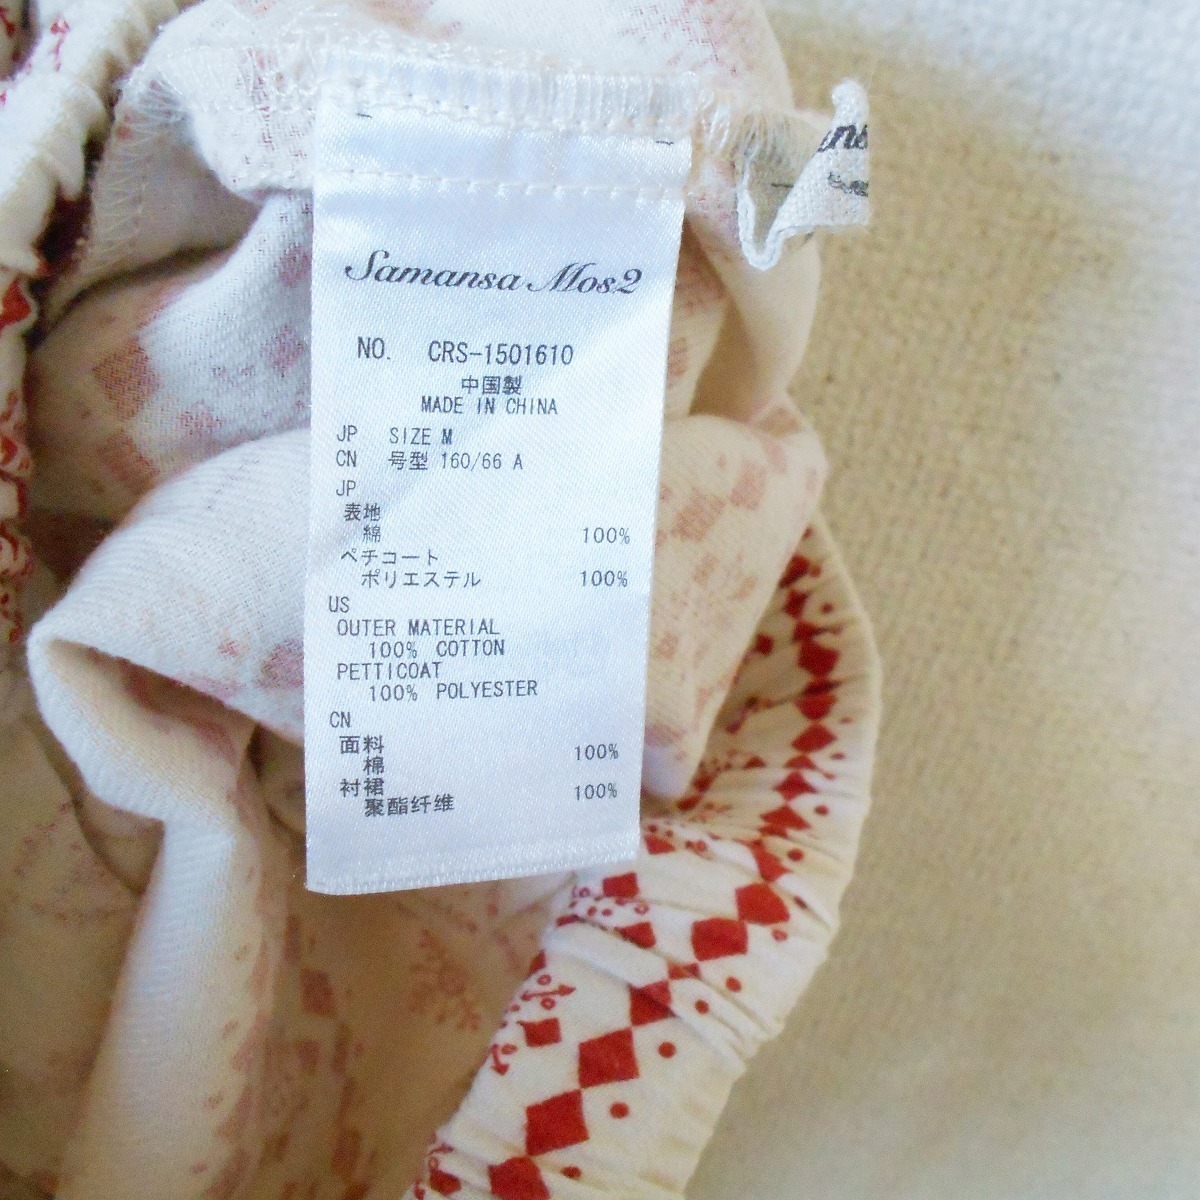 Samansa Mos2
NO. CRS-1501610
中国製
MADE IN CHINA
JP SIZE M
CN 号型 160/66 A
JP
表地
綿 100%
ペチコート
ポリエステル 100%
US
OUTER MATERIAL
100% COTTON
PETTICOAT
100% POLYESTER
CN
面料
棉 100%
衬裙
聚酯纤维 100%